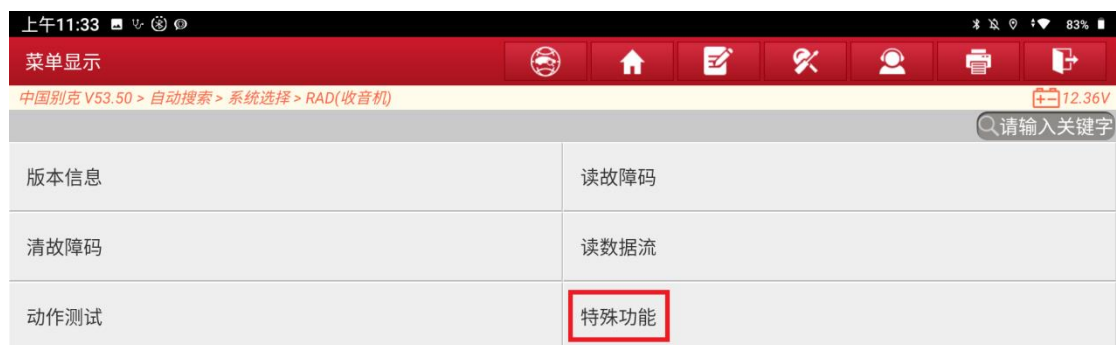 上午11:33 83%
菜单显示
中国别克 V53.50 > 自动搜索 > 系统选择 > RAD(收音机) 12.36V
请输入关键字
版本信息 读故障码
清故障码 读数据流
动作测试 特殊功能